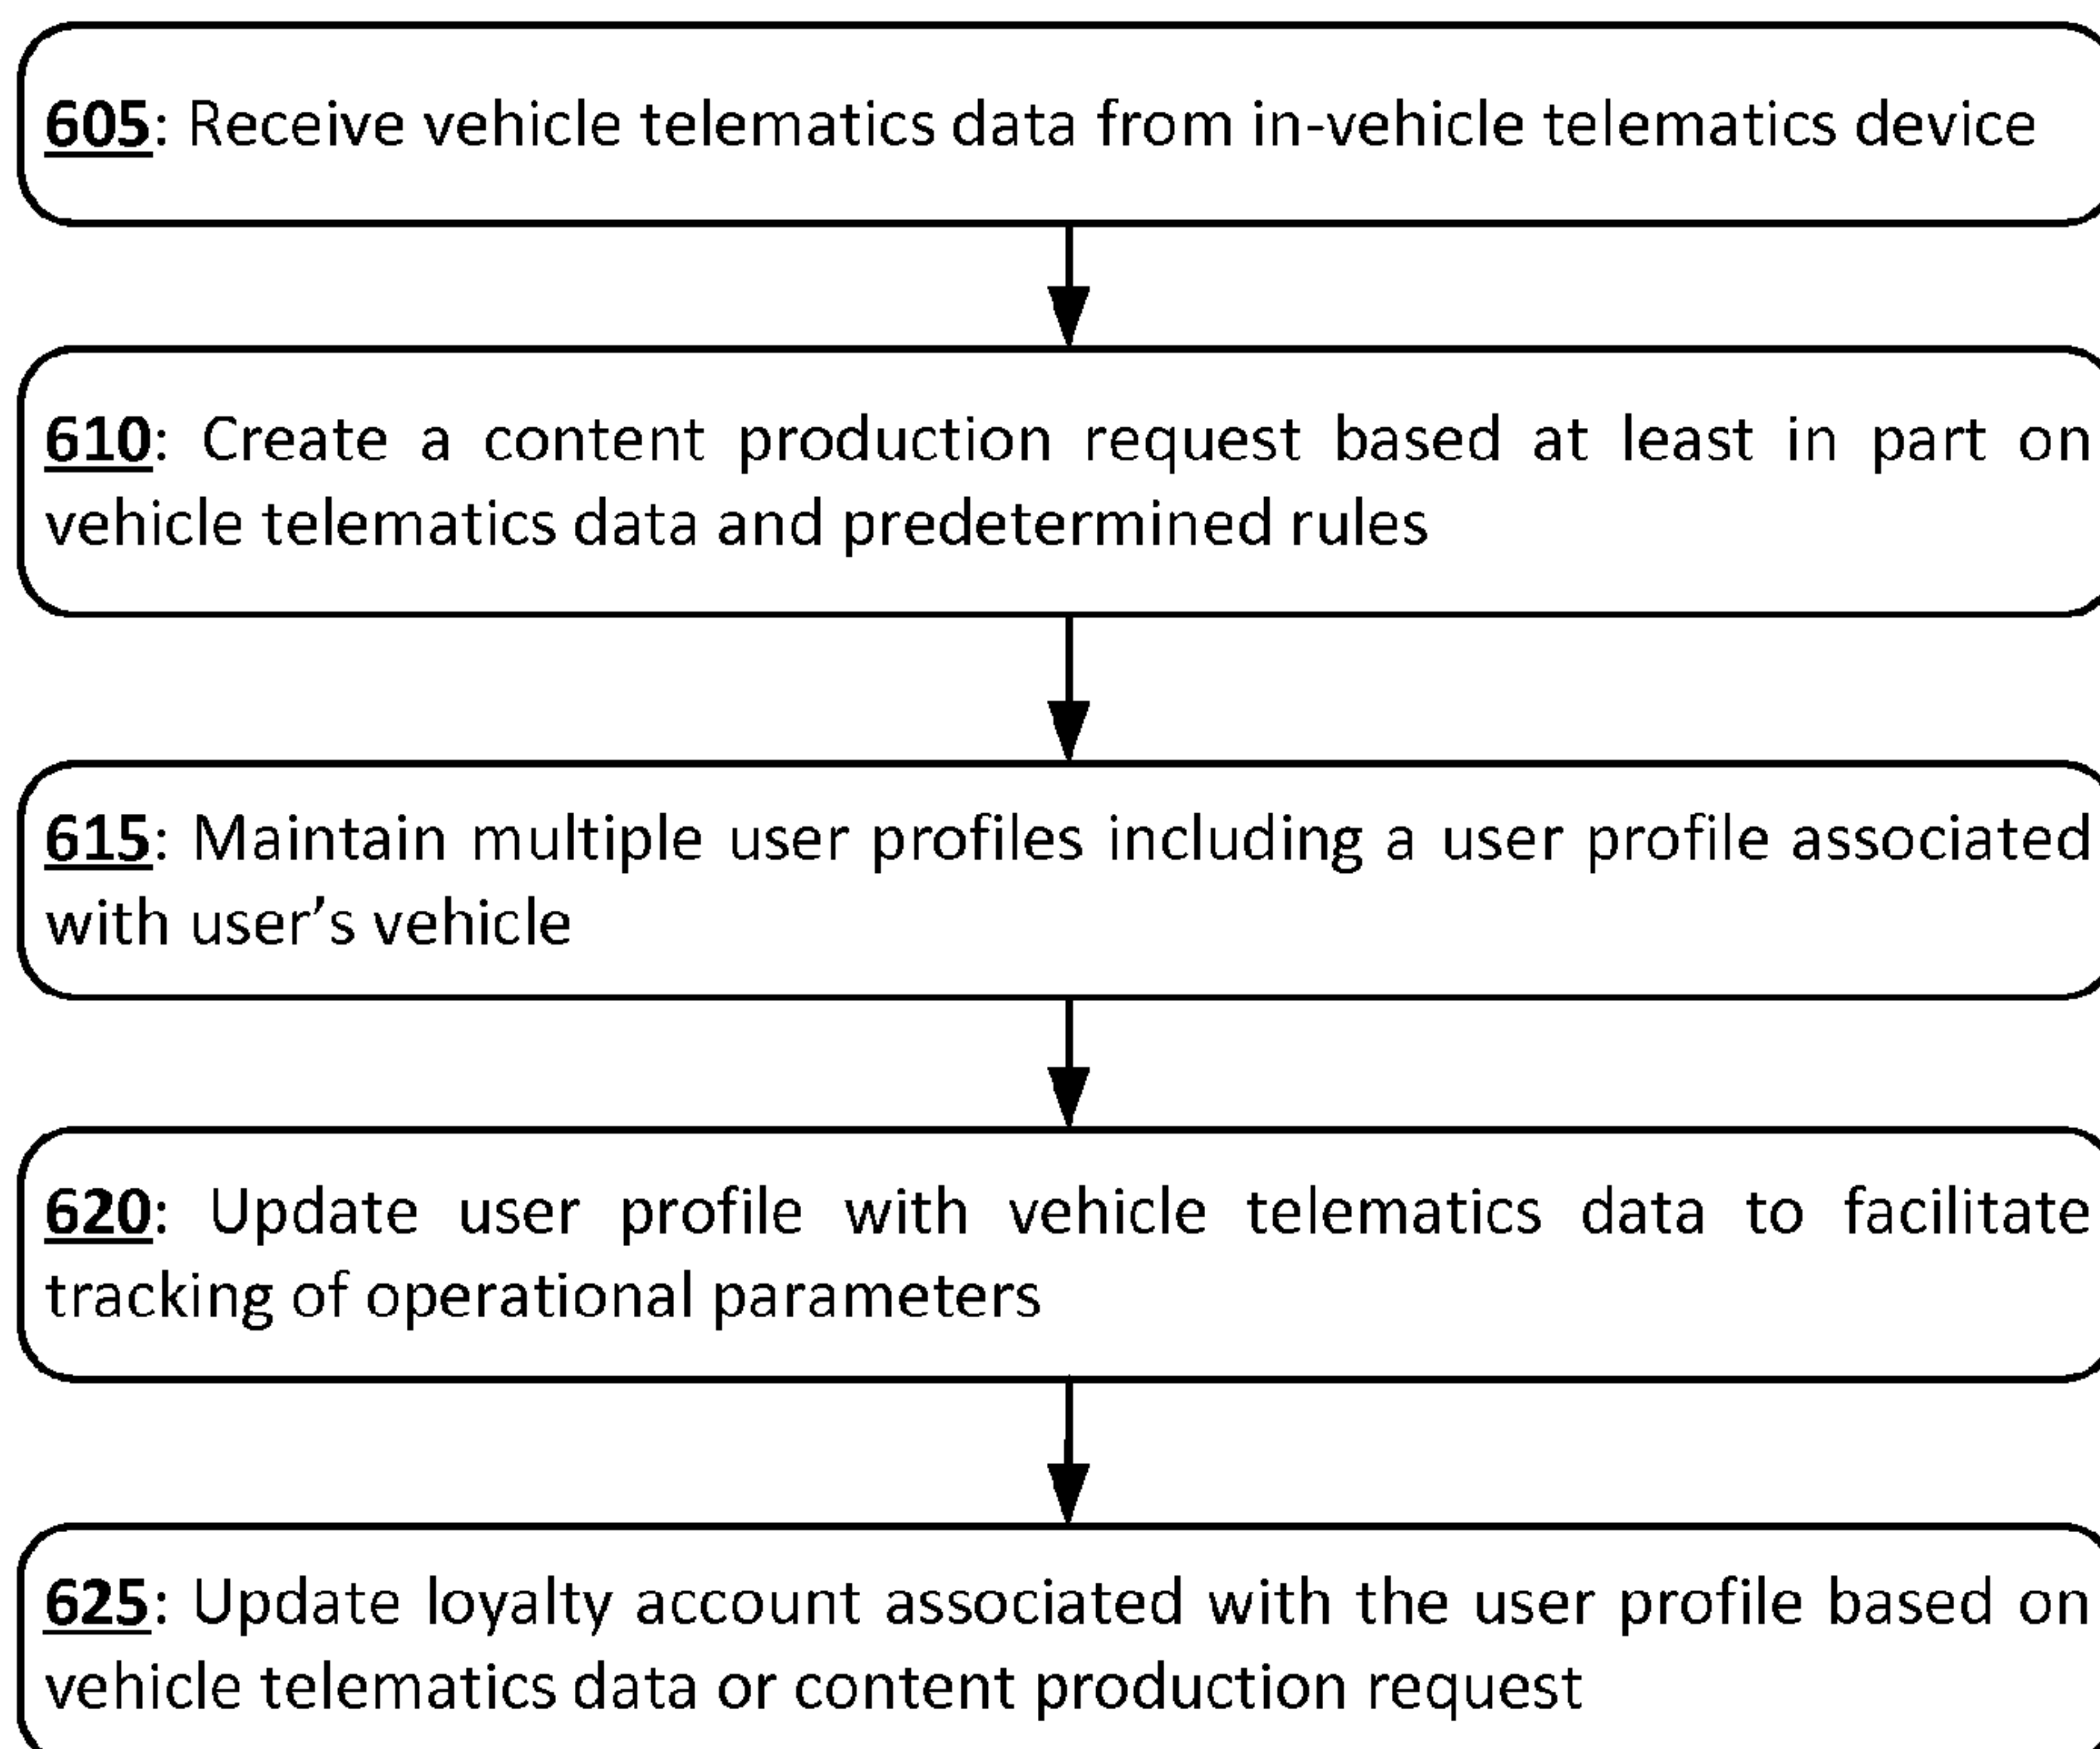 605: Receive vehicle telematics data from in-vehicle telematics device
610: Create a content production request based at least in part on
vehicle telematics data and predetermined rules
615: Maintain multiple user profiles including a user profile associated
with user’s vehicle
620: Update user profile with vehicle telematics data to facilitate
tracking of operational parameters
625: Update loyalty account associated with the user profile based on
vehicle telematics data or content production request